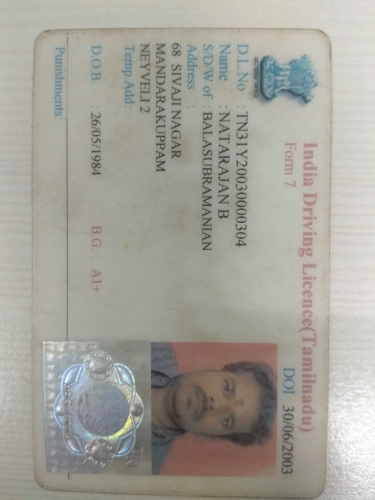 India Driving Licence(Tamilnadu)
Form 7
DOI 30/06/2003
D.L.No : TN31Y20030000304
Name : NATARAJAN B
S/D/W of : BALASUBRAMANIAN
Address :
68 SIVAJI NAGAR
MANDARAKUPPAM
NEYVELI 2
Temp.Add:
D.O.B. : 26/05/1984 B.G : A1+
Punishments: